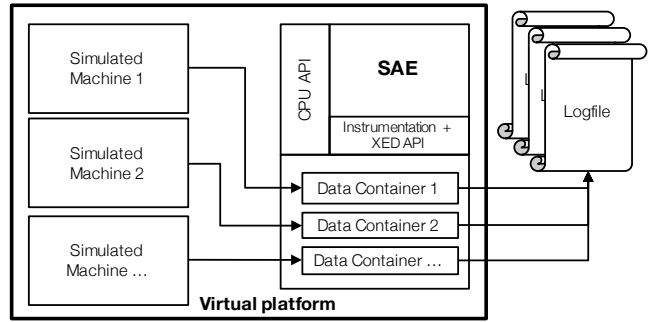 Simulated
Machine 1
Simulated
Machine 2
Simulated
Machine …
CPU API
SAE
Instrumentation +
XED API
Data Container 1
Data Container 2
Data Container …
Virtual platform
L
L
Logfile